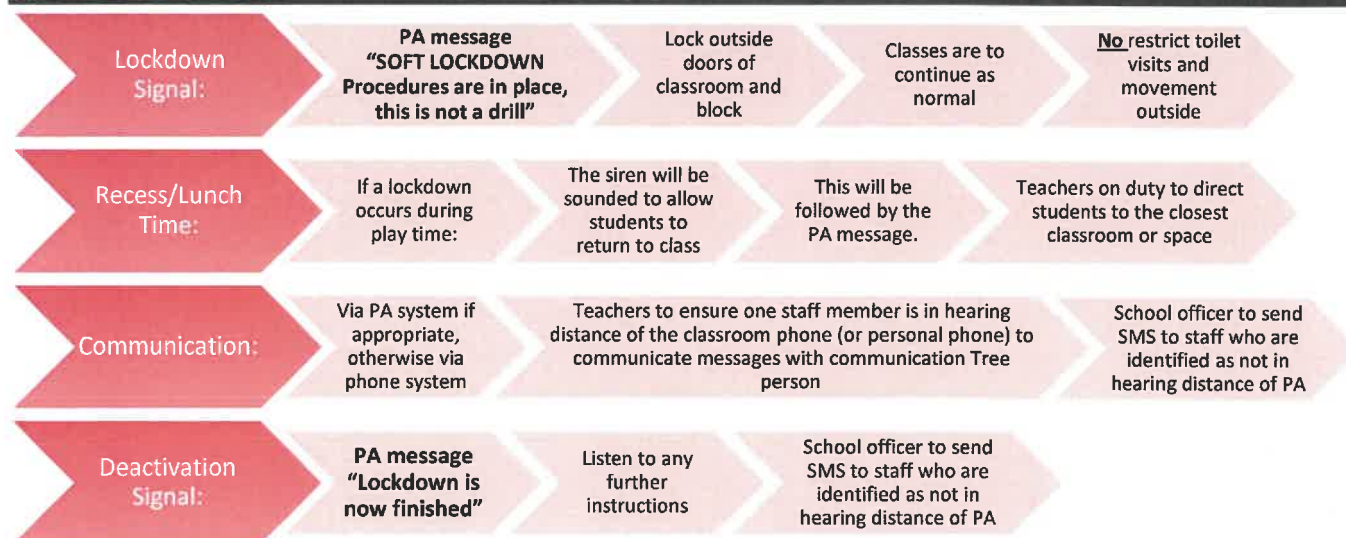 Lockdown
Signal:
PA message
“SOFT LOCKDOWN
Procedures are in place,
this is not a drill”
Lock outside
doors of
classroom and
block
Classes are to
continue as
normal
No restrict toilet
visits and
movement
outside
Recess/Lunch
Time:
If a lockdown
occurs during
play time:
The siren will be
sounded to allow
students to
return to class
This will be
followed by the
PA message.
Teachers on duty to direct
students to the closest
classroom or space
Communication:
Via PA system if
appropriate,
otherwise via
phone system
Teachers to ensure one staff member is in hearing
distance of the classroom phone (or personal phone) to
communicate messages with communication Tree
person
School officer to send
SMS to staff who are
identified as not in
hearing distance of PA
Deactivation
Signal:
PA message
“Lockdown is
now finished”
Listen to any
further
instructions
School officer to send
SMS to staff who are
identified as not in
hearing distance of PA